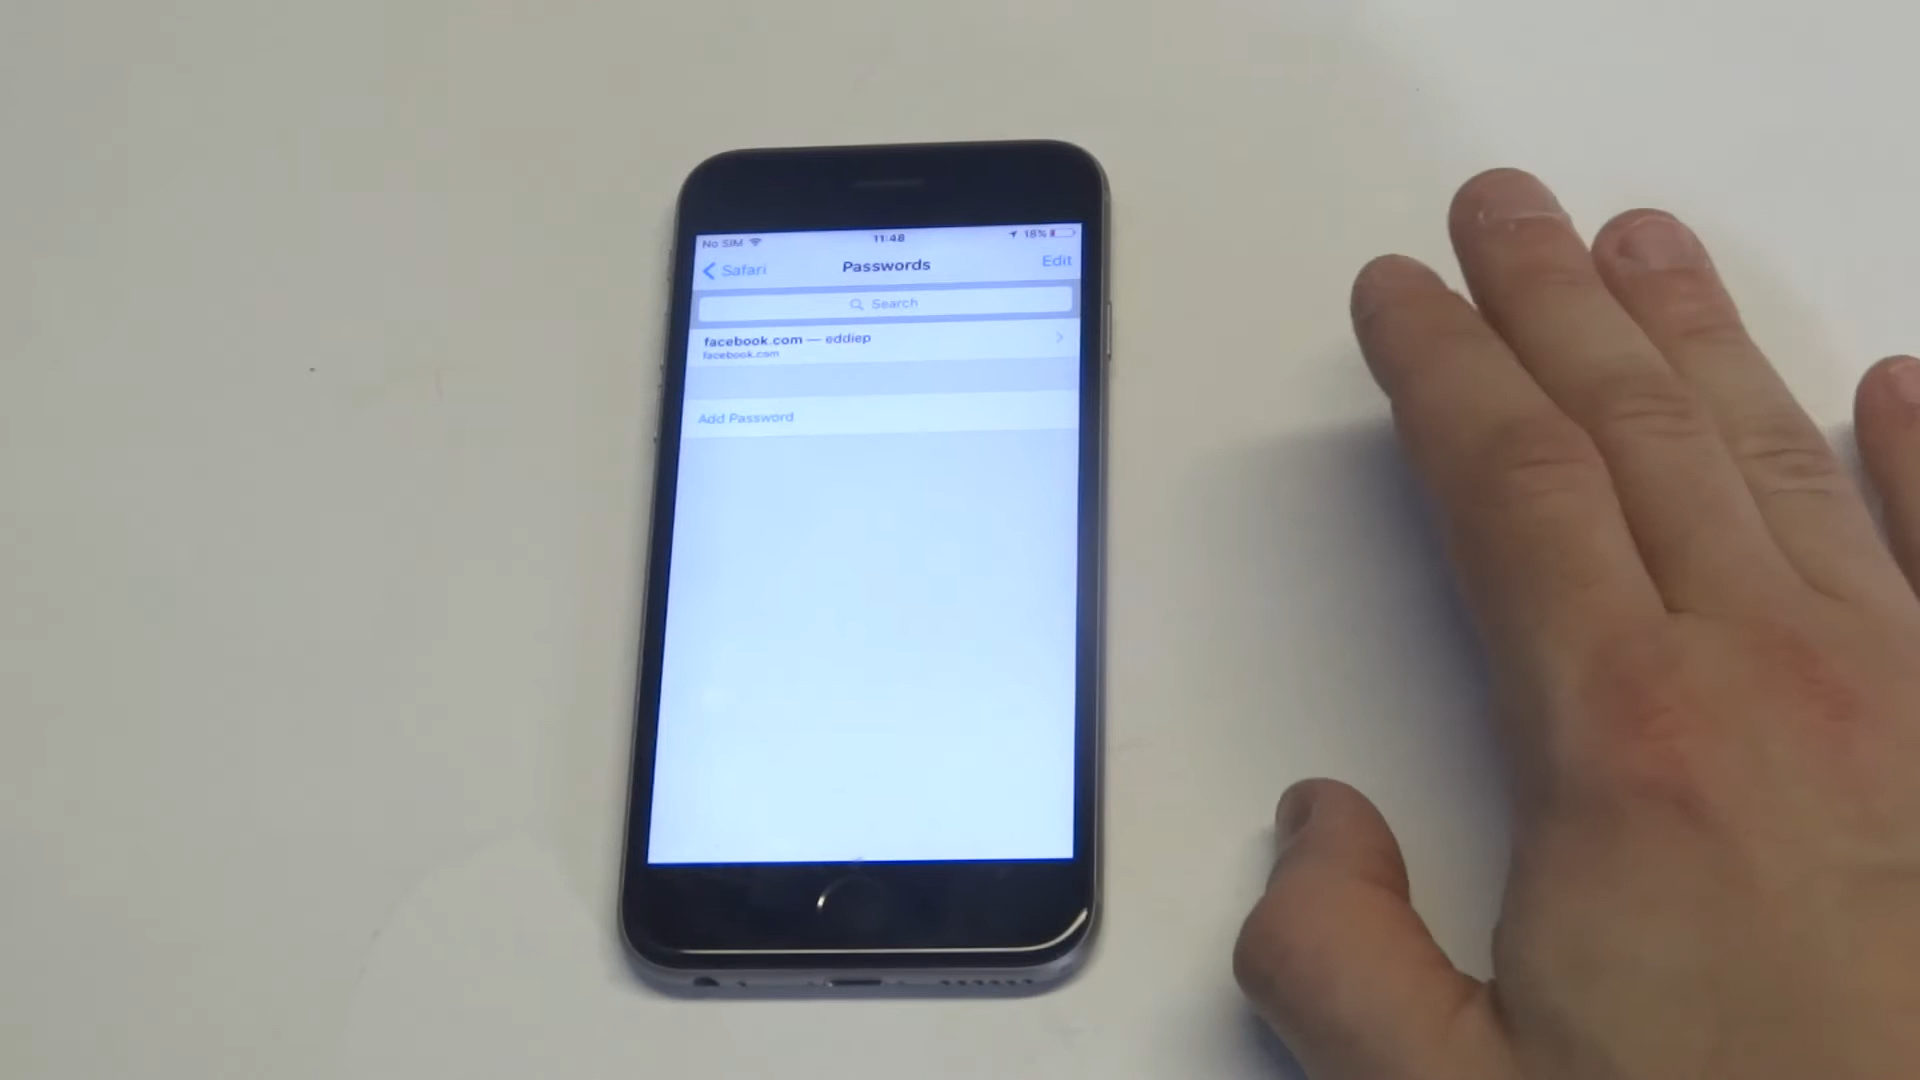 No SIM 11:48 18%
Safari Passwords Edit
Search
facebook.com — eddiep
facebook.com
Add Password